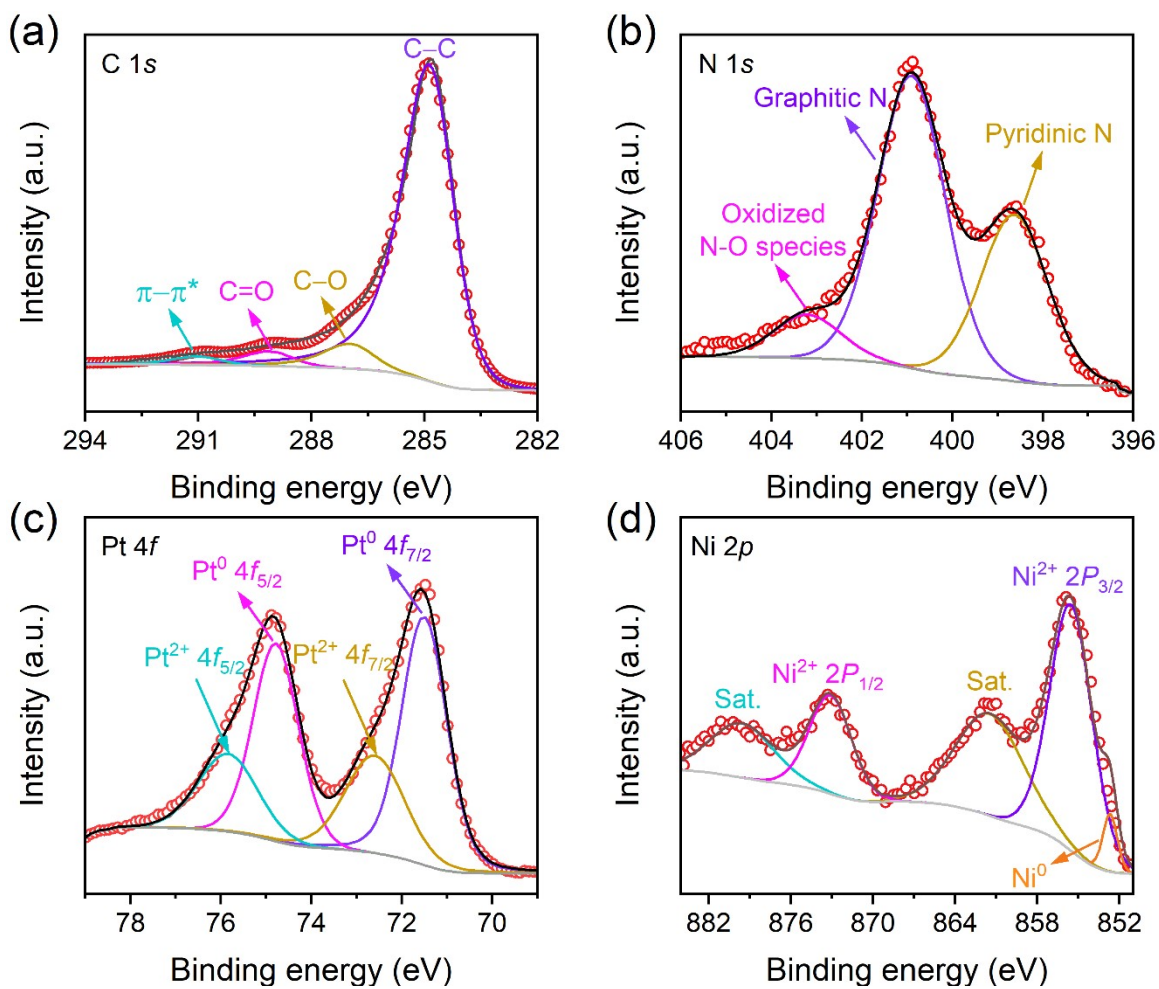 (a)
C 1s
C–C
π–π*
C=O
C–O
Intensity (a.u.)
294 291 288 285 282
Binding energy (eV)
(b)
N 1s
Graphitic N
Pyridinic N
Oxidized
N-O species
Intensity (a.u.)
406 404 402 400 398 396
Binding energy (eV)
(c)
Pt 4f
Pt⁰ 4f₇/₂
Pt⁰ 4f₅/₂
Pt²⁺ 4f₅/₂
Pt²⁺ 4f₇/₂
Intensity (a.u.)
78 76 74 72 70
Binding energy (eV)
(d)
Ni 2p
Ni²⁺ 2P₃/₂
Ni²⁺ 2P₁/₂
Sat.
Sat.
Ni⁰
Intensity (a.u.)
882 876 870 864 858 852
Binding energy (eV)